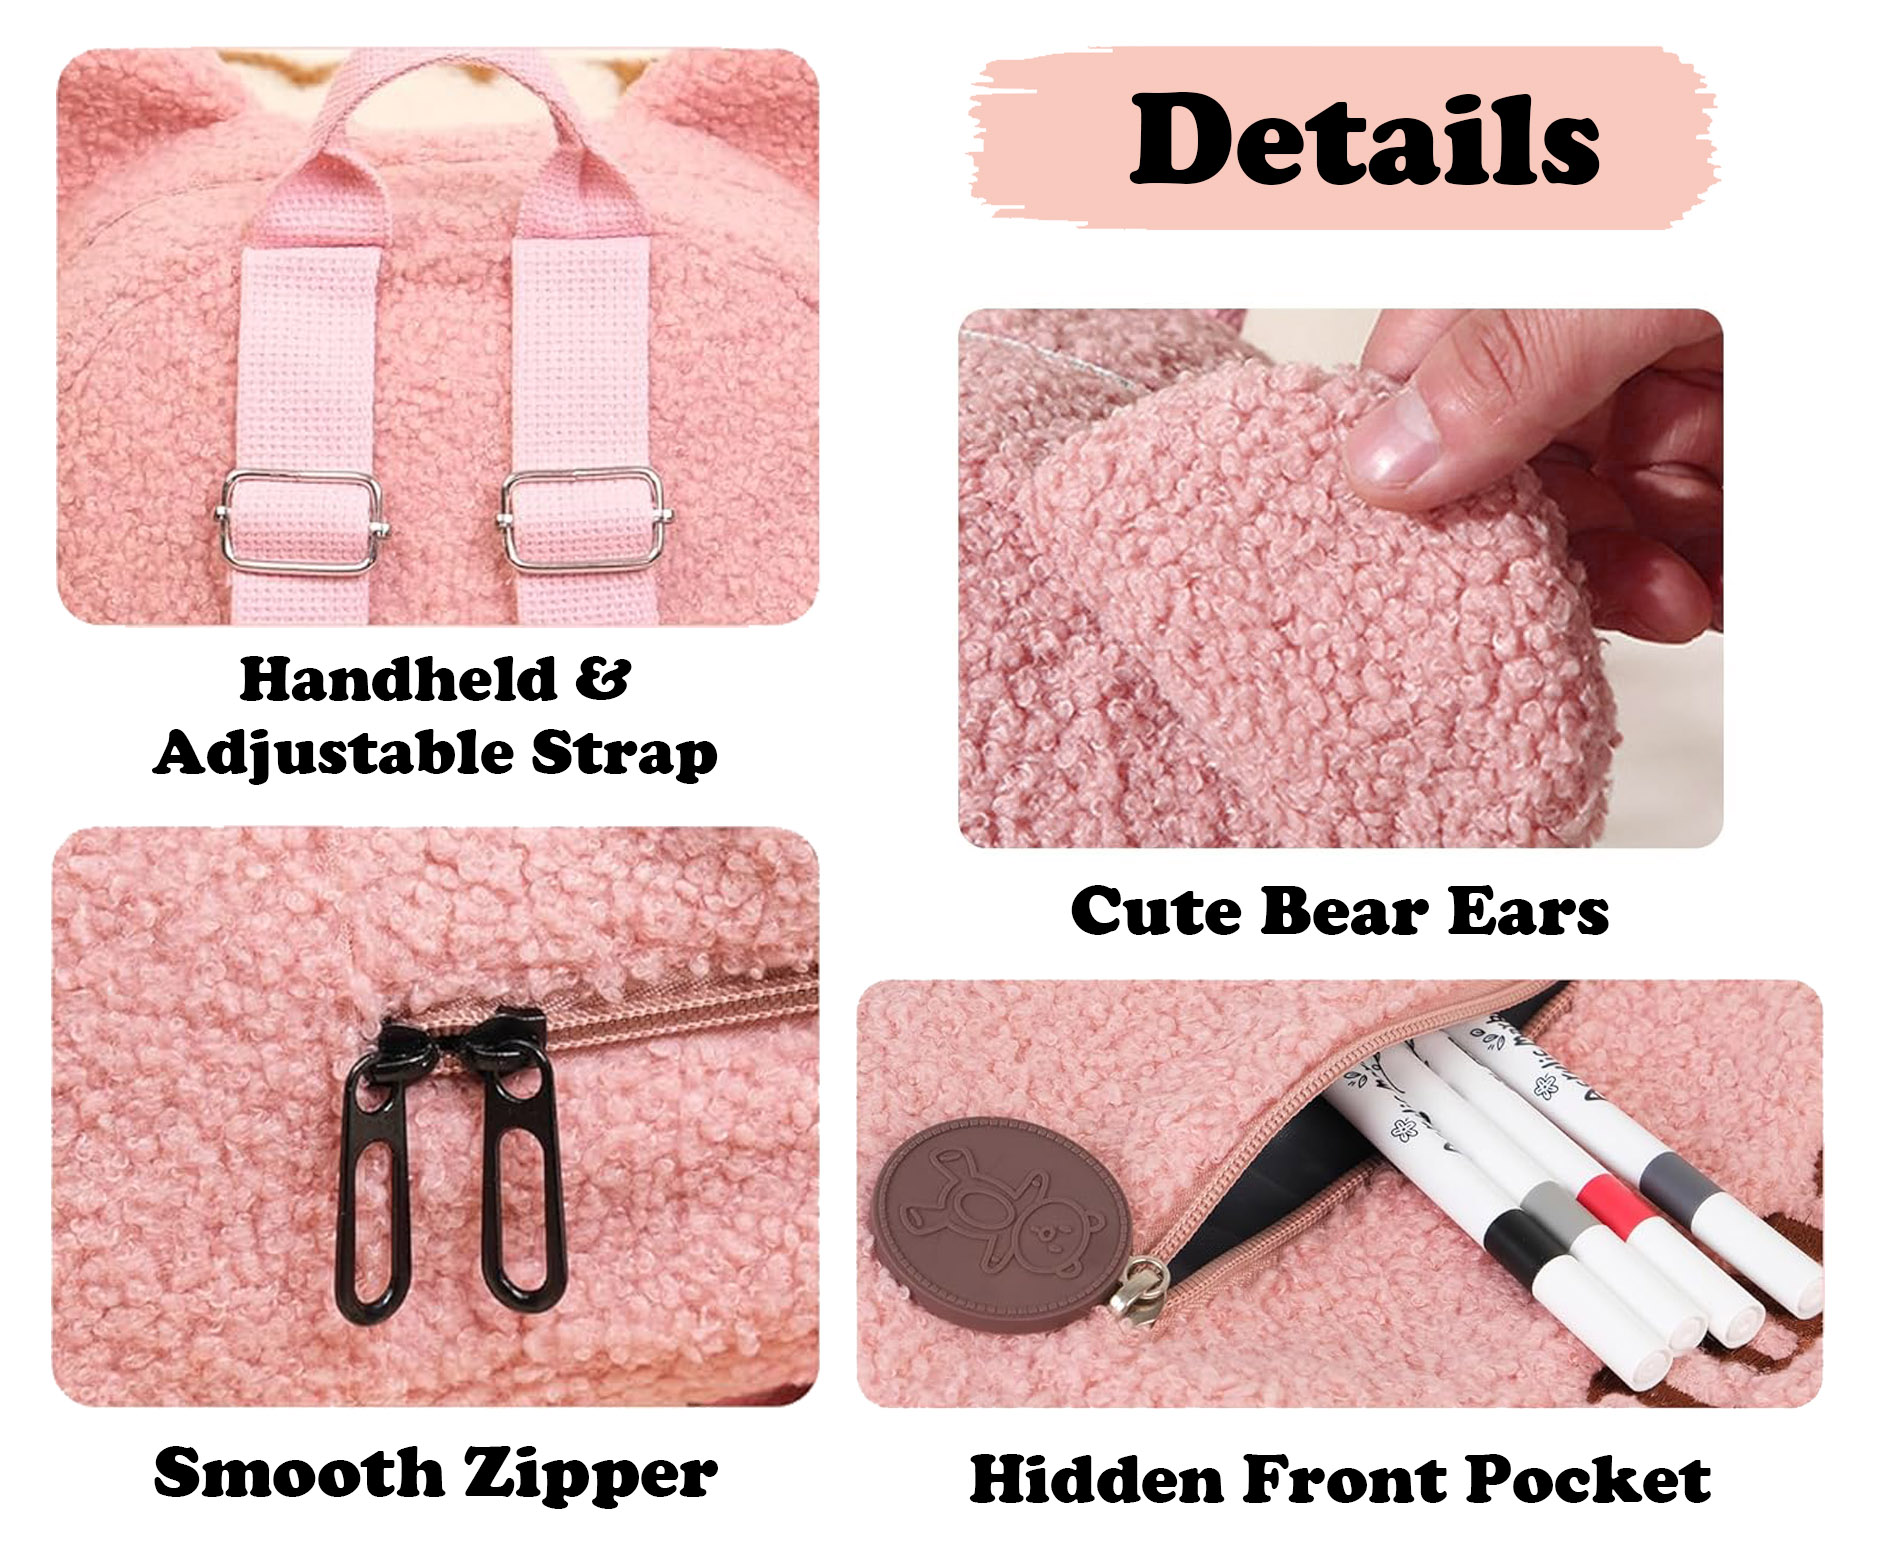 Details
Handheld &
Adjustable Strap
Cute Bear Ears
Smooth Zipper
Hidden Front Pocket